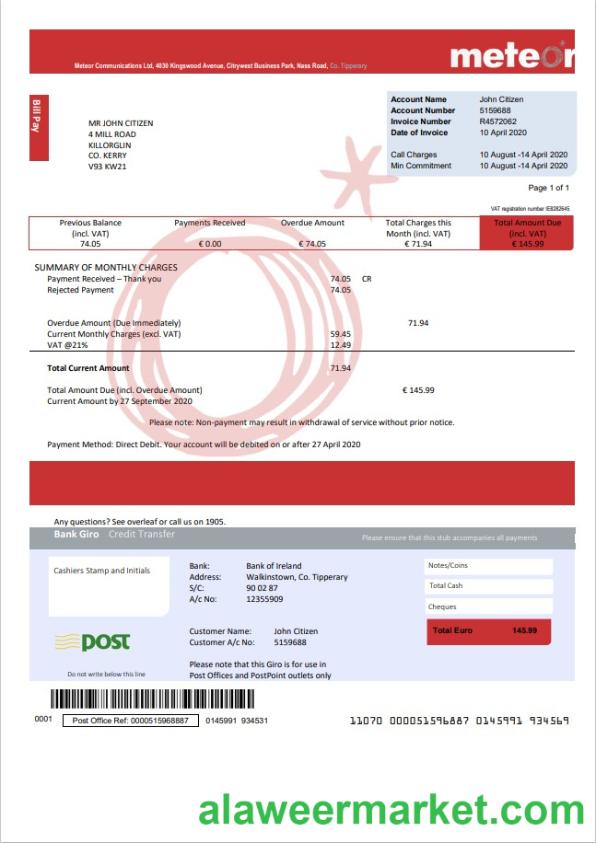 meteor
Meteor Communications Ltd, 4030 Kingswood Avenue, Citrywest Business Park, Nass Road, Co. Tipperary
Bill Pay
MR JOHN CITIZEN
4 MILL ROAD
KILLORGLIN
CO. KERRY
V93 KW21
Account Name John Citizen
Account Number 5159688
Invoice Number R4572062
Date of Invoice 10 April 2020
Call Charges 10 August -14 April 2020
Min Commitment 10 August -14 April 2020
Page 1 of 1
VAT registration number IE8282645
Previous Balance Payments Received Overdue Amount Total Charges this Total Amount Due
(incl. VAT) Month (incl. VAT) (incl. VAT)
74.05 € 0.00 € 74.05 € 71.94 € 145.99
SUMMARY OF MONTHLY CHARGES
Payment Received – Thank you 74.05 CR
Rejected Payment 74.05
Overdue Amount (Due Immediately) 71.94
Current Monthly Charges (excl. VAT) 59.45
VAT @21% 12.49
Total Current Amount 71.94
Total Amount Due (incl. Overdue Amount) € 145.99
Current Amount by 27 September 2020
Please note: Non-payment may result in withdrawal of service without prior notice.
Payment Method: Direct Debit. Your account will be debited on or after 27 April 2020
Any questions? See overleaf or call us on 1905.
Bank Giro Credit Transfer Please ensure that this stub accompanies all payments
Cashiers Stamp and Initials
Bank: Bank of Ireland
Address: Walkinstown, Co. Tipperary
S/C: 90 02 87
A/c No: 12355909
Notes/Coins
Total Cash
Cheques
Total Euro 145.99
post
Customer Name: John Citizen
Customer A/c No: 5159688
Do not write below this line
Please note that this Giro is for use in
Post Offices and PostPoint outlets only
0001 Post Office Ref: 0000515968887 0145991 934531 11070 0000051596887 0145991 934569
alaweermarket.com